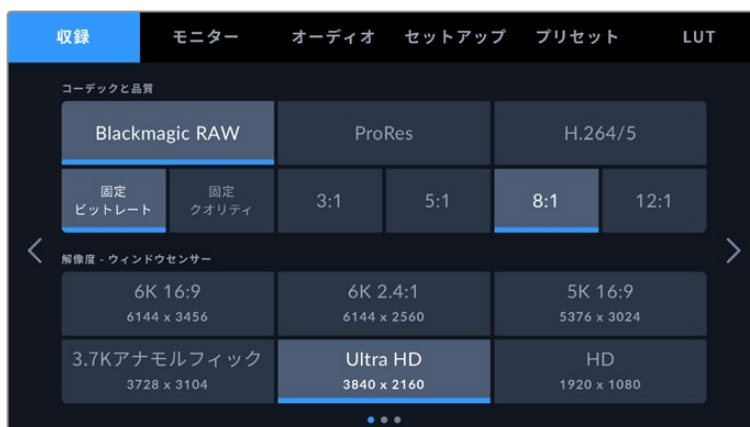 収録 モニター オーディオ セットアップ プリセット LUT
コーデックと品質
Blackmagic RAW ProRes H.264/5
固定 固定
ビットレート クオリティ 3:1 5:1 8:1 12:1
解像度 - ウィンドウセンサー
6K 16:9 6K 2.4:1 5K 16:9
6144 x 3456 6144 x 2560 5376 x 3024
3.7Kアナモルフィック Ultra HD HD
3728 x 3104 3840 x 2160 1920 x 1080